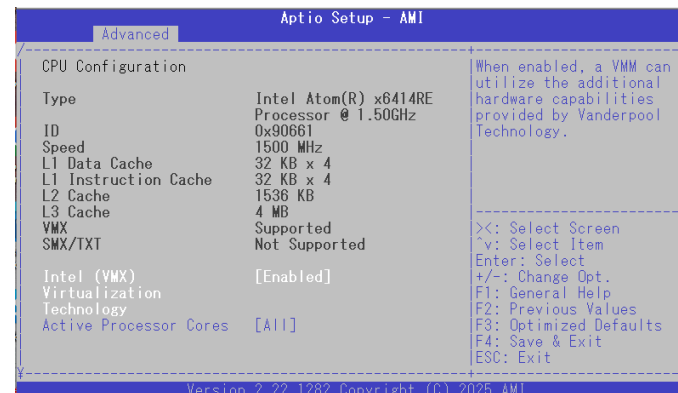 Aptio Setup - AMI
Advanced
CPU Configuration
Type Intel Atom(R) x6414RE
Processor @ 1.50GHz
ID 0x90661
Speed 1500 MHz
L1 Data Cache 32 KB x 4
L1 Instruction Cache 32 KB x 4
L2 Cache 1536 KB
L3 Cache 4 MB
VMX Supported
SMX/TXT Not Supported
Intel (VMX) [Enabled]
Virtualization
Technology
Active Processor Cores [All]
When enabled, a VMM can
utilize the additional
hardware capabilities
provided by Vanderpool
Technology.
><: Select Screen
^v: Select Item
Enter: Select
+/-: Change Opt.
F1: General Help
F2: Previous Values
F3: Optimized Defaults
F4: Save & Exit
ESC: Exit
Version 2.22.1282 Copyright (C) 2025 AMI